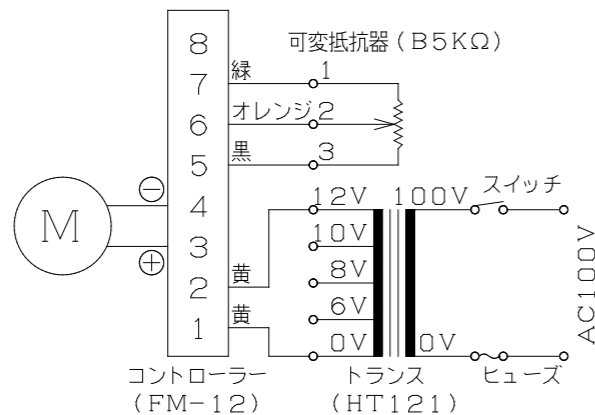 8
可変抵抗器(B5KΩ)
7
緑
1
6
オレンジ
2
5
黒
3
⊖
4
12V
100V
スイッチ
M
3
10V
⊕
2
黄
8V
AC100V
1
黄
6V
0V
0V
コントローラー
(FM-12)
トランス
(HT121)
ヒューズ